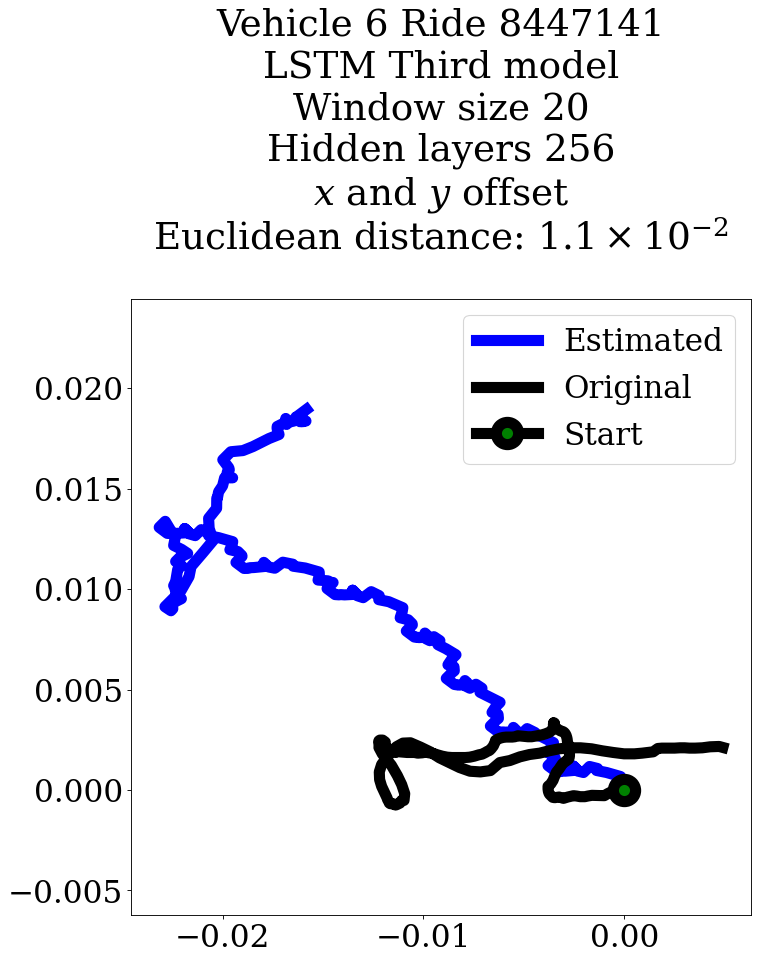 Vehicle 6 Ride 8447141
LSTM Third model
Window size 20
Hidden layers 256
x and y offset
Euclidean distance: 1.1 × 10⁻²
Estimated
Original
Start
0.020
0.015
0.010
0.005
0.000
−0.005
−0.02 −0.01 0.00